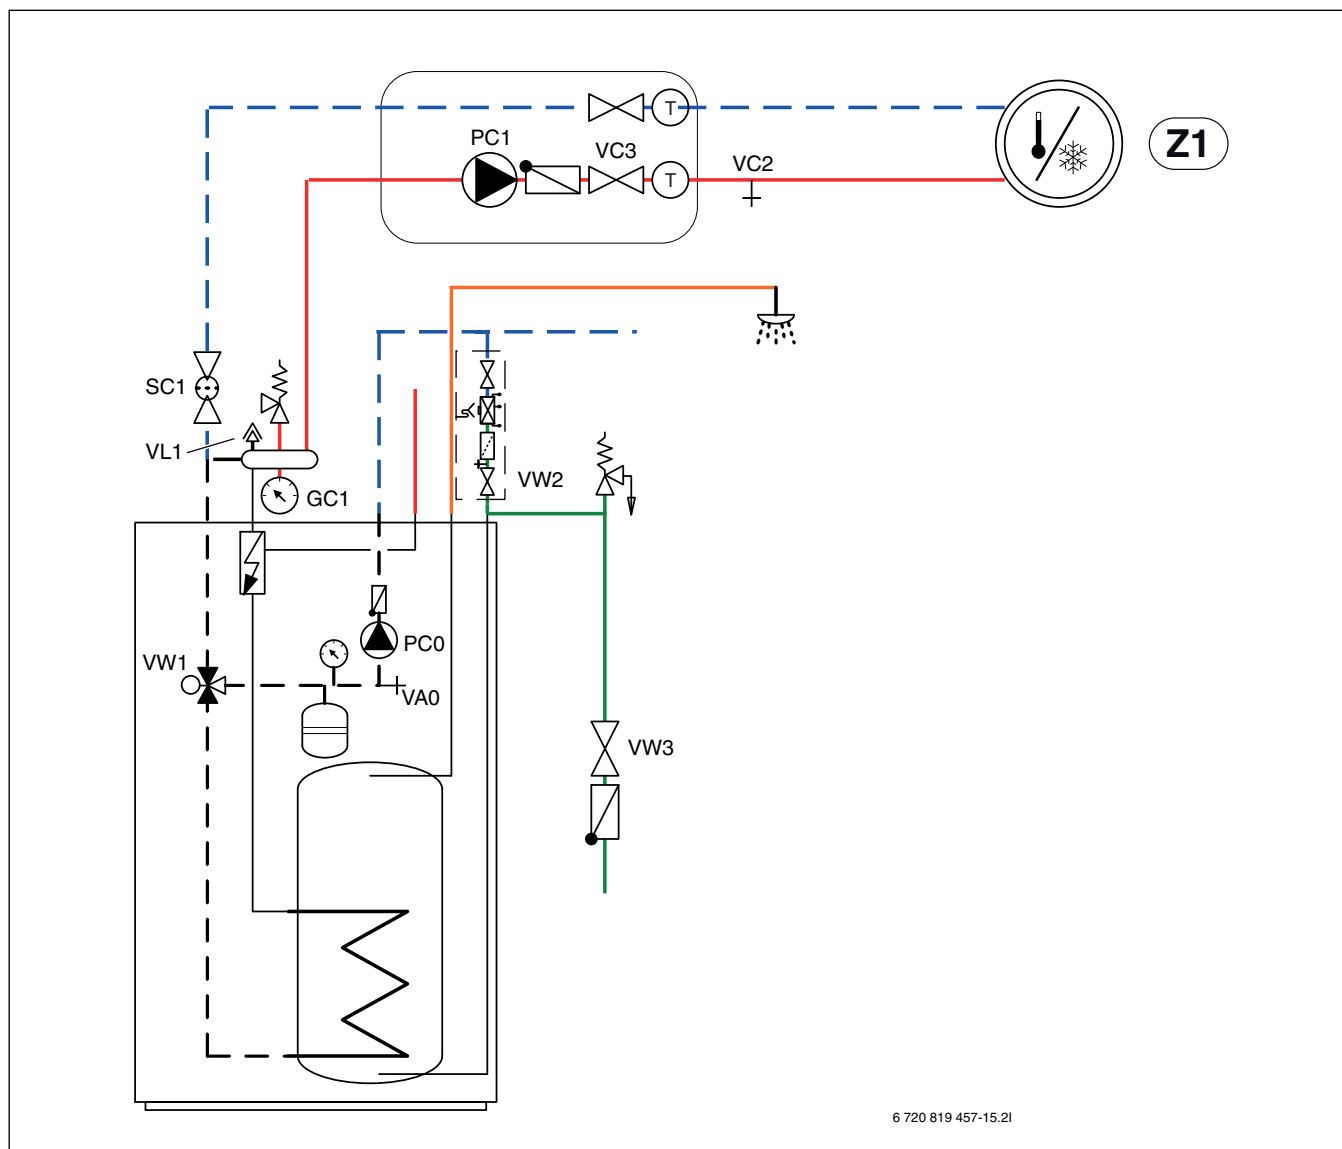 T
PC1
VC3
T
VC2
Z1
SC1
VL1
GC1
VW2
PC0
VW1
VA0
VW3
6 720 819 457-15.2I